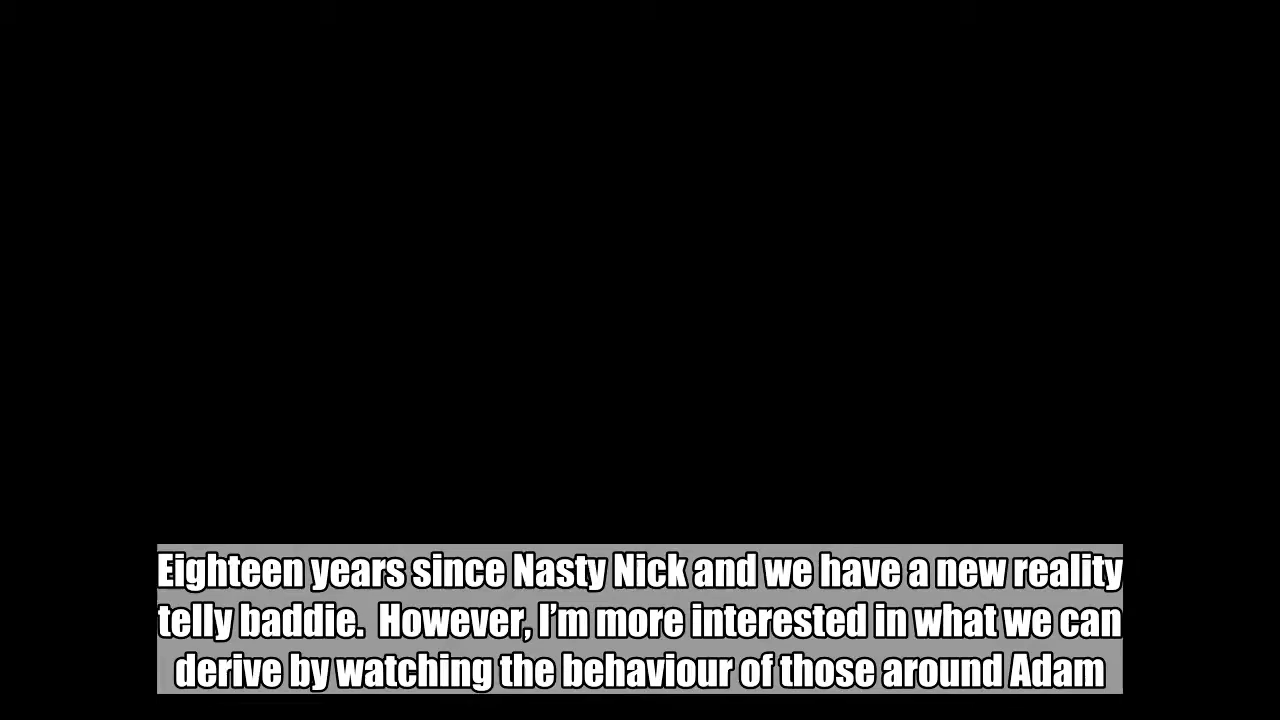 Eighteen years since Nasty Nick and we have a new reality
telly baddie.  However, I’m more interested in what we can
derive by watching the behaviour of those around Adam